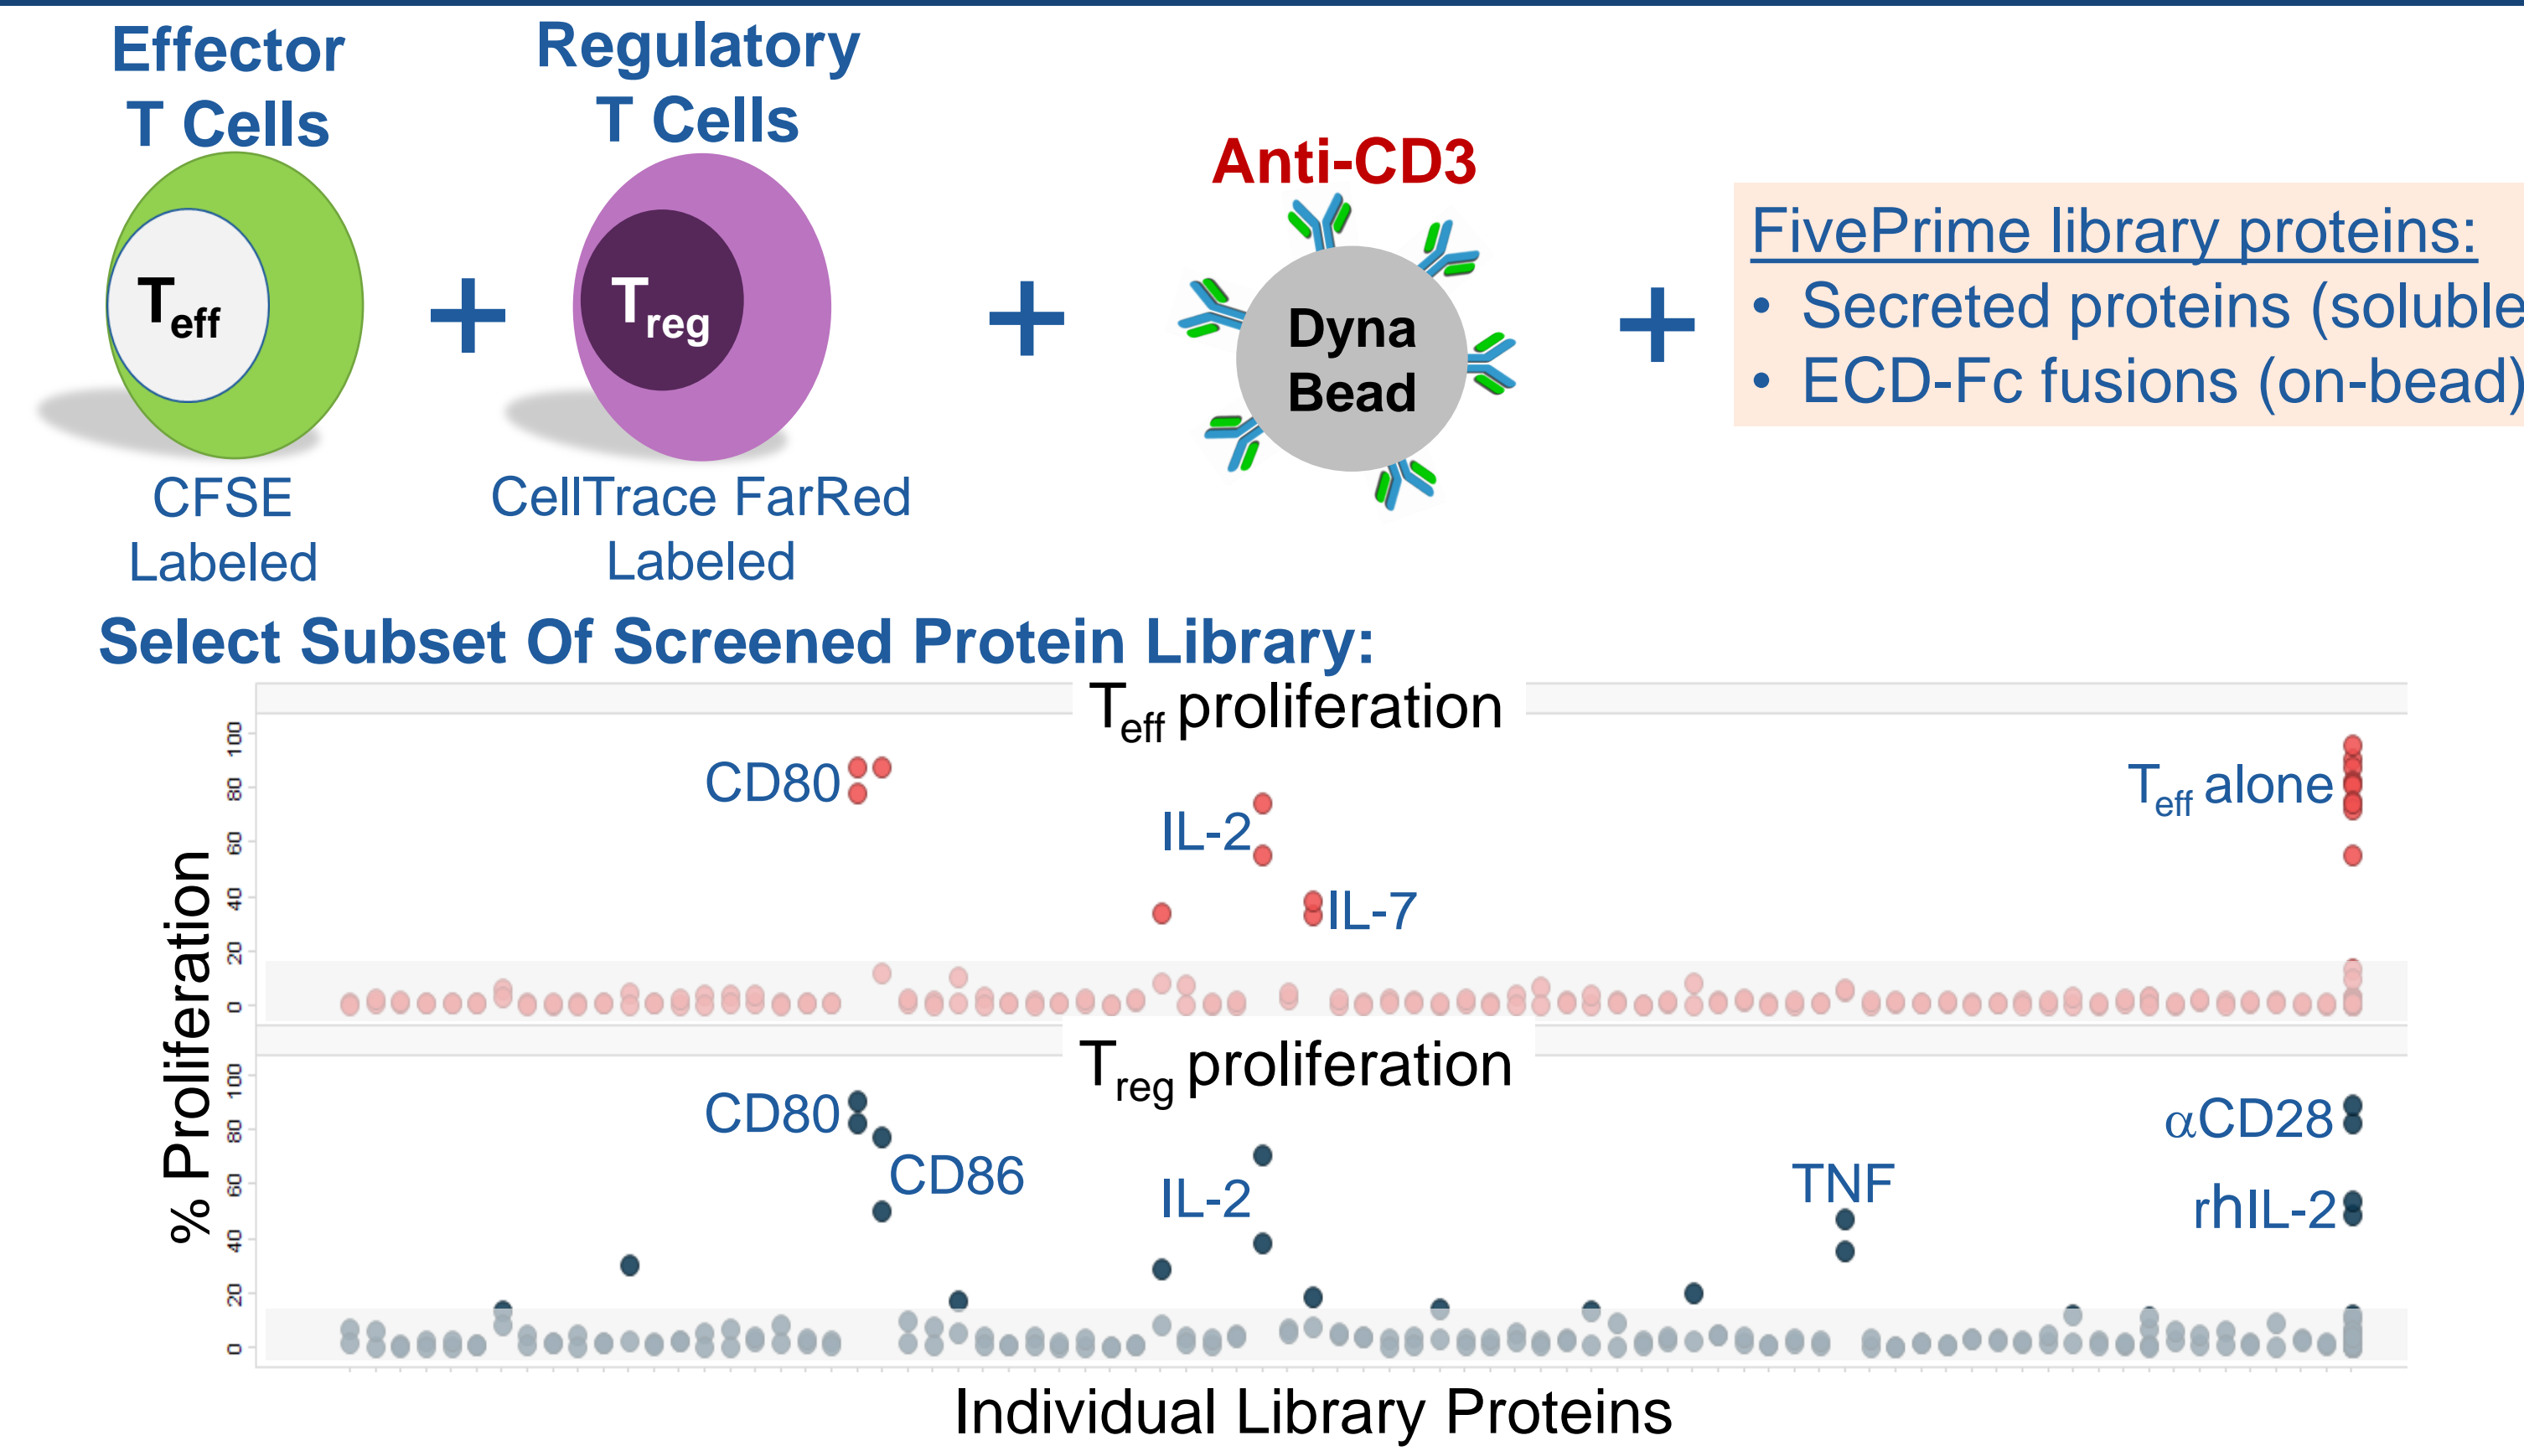 Effector
T Cells
Regulatory
T Cells
Anti-CD3
Teff
Treg
Dyna
Bead
+
+
+
FivePrime library proteins:
• Secreted proteins (soluble
• ECD-Fc fusions (on-bead)
CFSE
Labeled
CellTrace FarRed
Labeled
Select Subset Of Screened Protein Library:
Teff proliferation
% Proliferation
100
80
60
40
20
0
CD80
IL-2
IL-7
Teff alone
Treg proliferation
100
80
60
40
20
0
CD80
CD86
IL-2
TNF
αCD28
rhIL-2
Individual Library Proteins